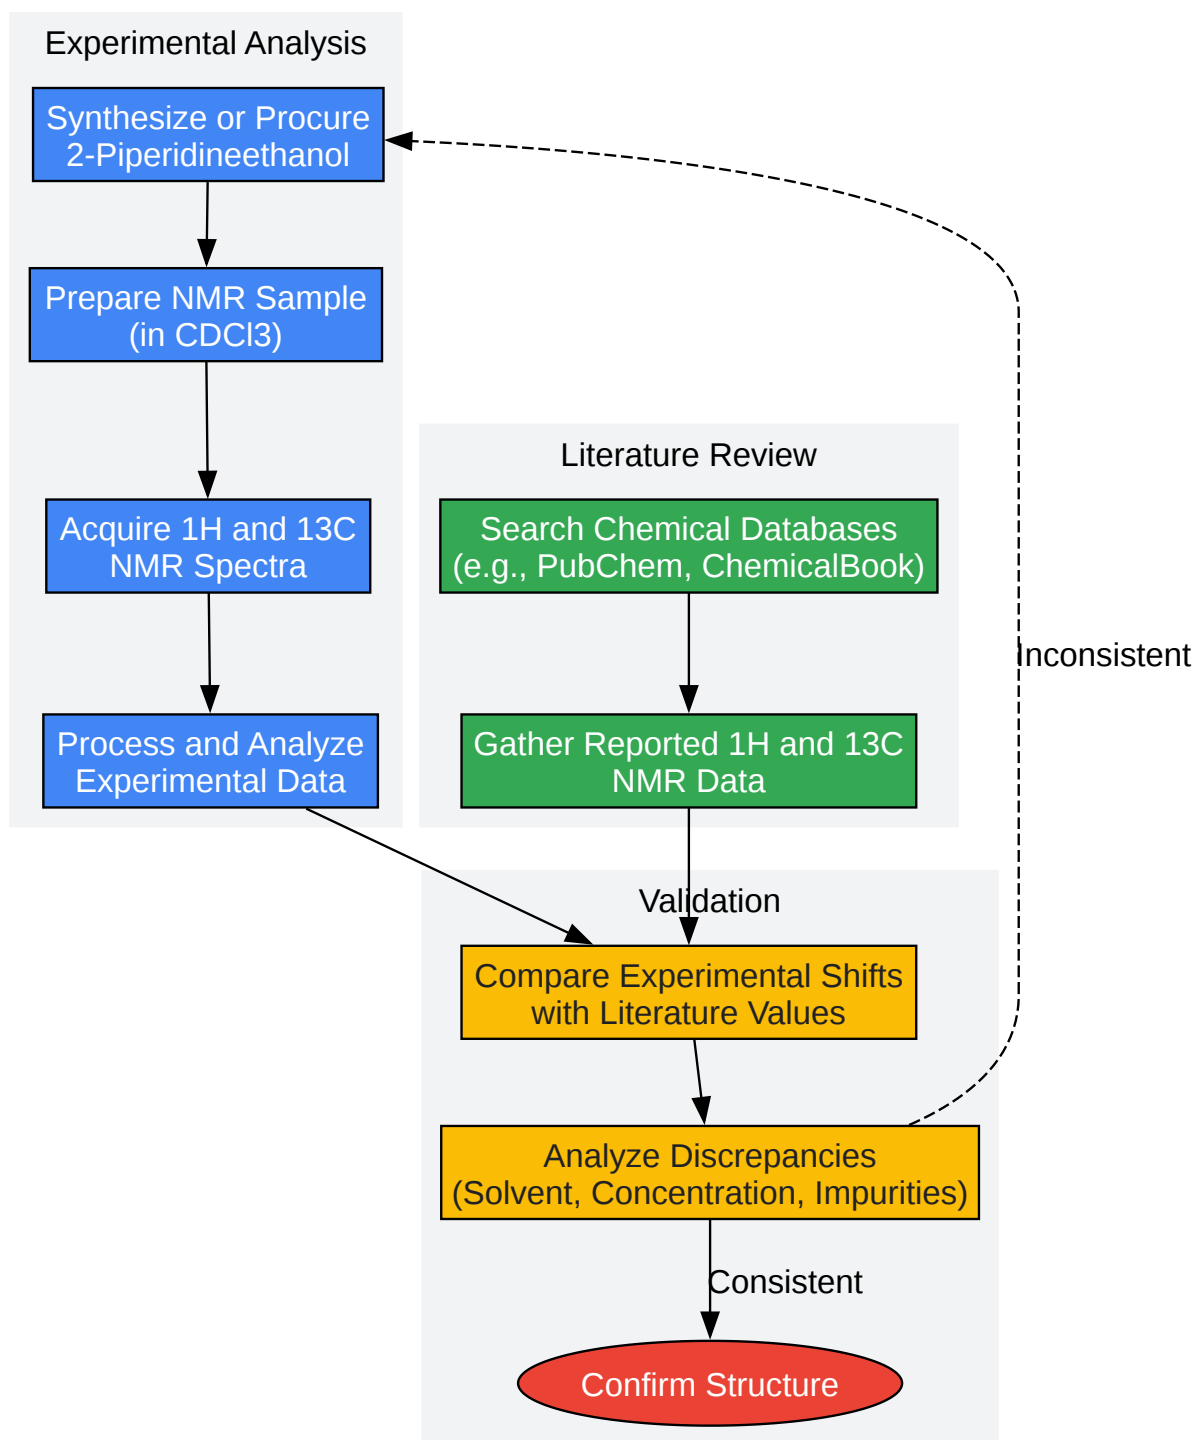 Experimental Analysis
Synthesize or Procure
2-Piperidineethanol
Prepare NMR Sample
(in CDCl3)
Acquire 1H and 13C
NMR Spectra
Process and Analyze
Experimental Data
Literature Review
Search Chemical Databases
(e.g., PubChem, ChemicalBook)
Gather Reported 1H and 13C
NMR Data
Validation
Compare Experimental Shifts
with Literature Values
Analyze Discrepancies
(Solvent, Concentration, Impurities)
Consistent
Confirm Structure
Inconsistent